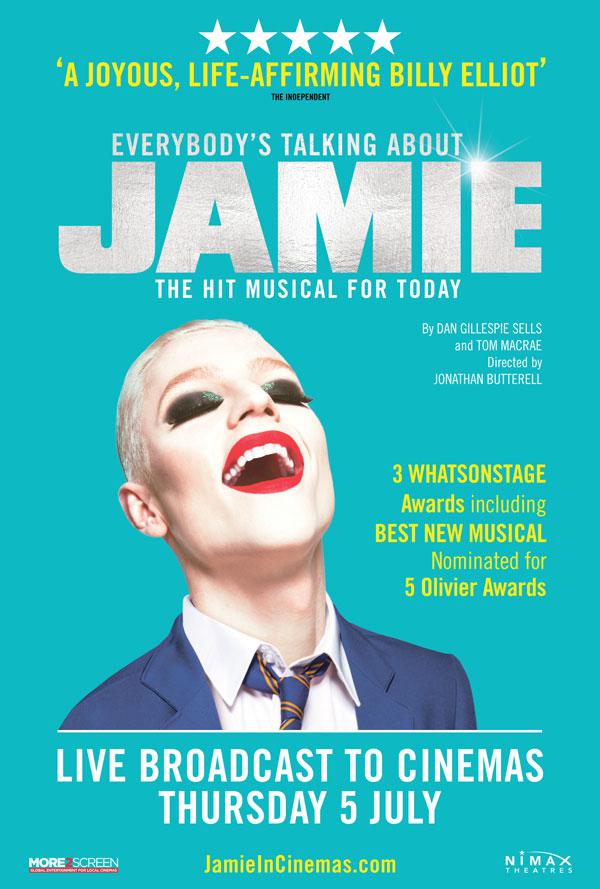 ‘A JOYOUS, LIFE-AFFIRMING BILLY ELLIOT’
THE INDEPENDENT
EVERYBODY’S TALKING ABOUT
JAMIE
THE HIT MUSICAL FOR TODAY
By DAN GILLESPIE SELLS
and TOM MACRAE
Directed by
JONATHAN BUTTERELL
3 WHATSONSTAGE
Awards including
BEST NEW MUSICAL
Nominated for
5 Olivier Awards
LIVE BROADCAST TO CINEMAS
THURSDAY 5 JULY
MORE2SCREEN
GLOBAL ENTERTAINMENT FOR LOCAL CINEMAS
JamieInCinemas.com
NIMAX
THEATRES